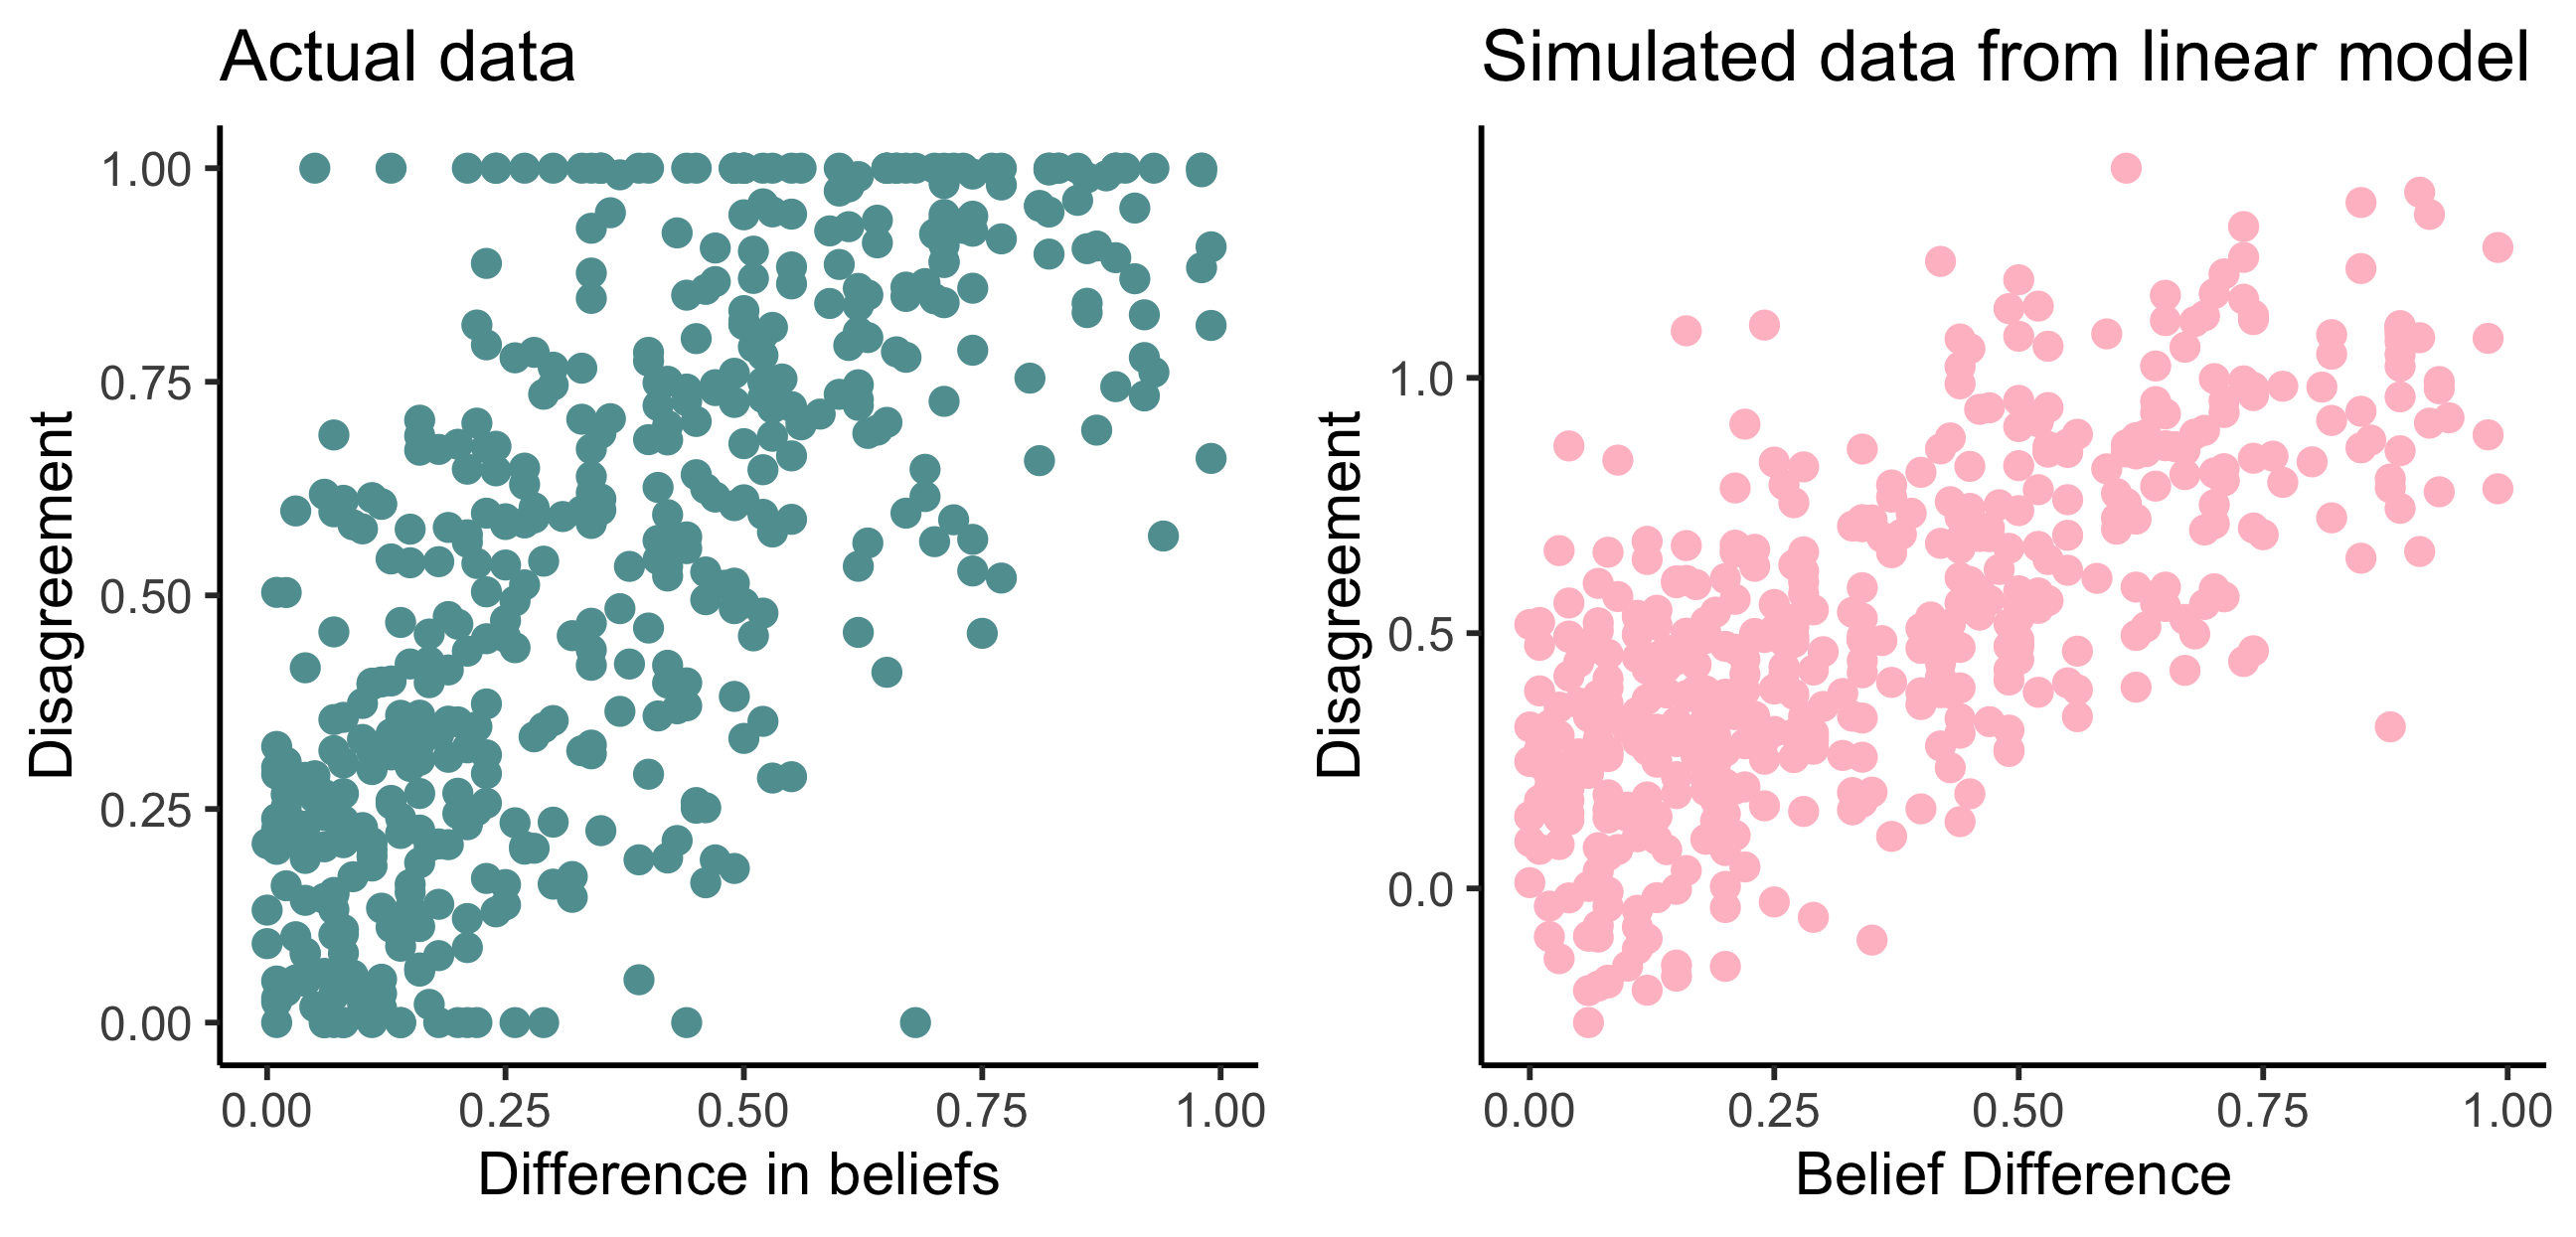 Actual data
Disagreement
1.00
0.75
0.50
0.25
0.00
0.00 0.25 0.50 0.75 1.00
Difference in beliefs
Simulated data from linear model
Disagreement
1.0
0.5
0.0
0.00 0.25 0.50 0.75 1.00
Belief Difference